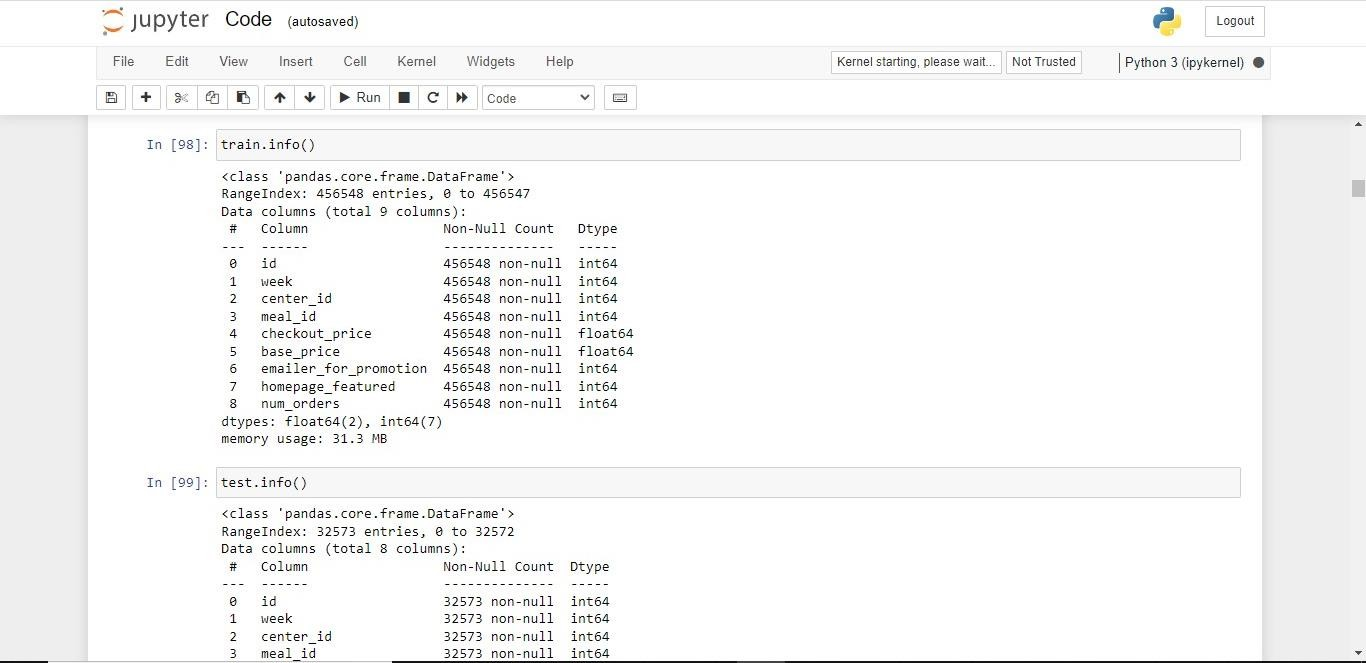 jupyter Code (autosaved)
Logout
File Edit View Insert Cell Kernel Widgets Help
Kernel starting, please wait... Not Trusted Python 3 (ipykernel)
Run Code
In [98]: train.info()
<class 'pandas.core.frame.DataFrame'>
RangeIndex: 456548 entries, 0 to 456547
Data columns (total 9 columns):
 #   Column                 Non-Null Count   Dtype
---  ------                 --------------   -----
 0   id                     456548 non-null  int64
 1   week                   456548 non-null  int64
 2   center_id              456548 non-null  int64
 3   meal_id                456548 non-null  int64
 4   checkout_price         456548 non-null  float64
 5   base_price             456548 non-null  float64
 6   emailer_for_promotion  456548 non-null  int64
 7   homepage_featured      456548 non-null  int64
 8   num_orders             456548 non-null  int64
dtypes: float64(2), int64(7)
memory usage: 31.3 MB
In [99]: test.info()
<class 'pandas.core.frame.DataFrame'>
RangeIndex: 32573 entries, 0 to 32572
Data columns (total 8 columns):
 #   Column                 Non-Null Count  Dtype
---  ------                 --------------  -----
 0   id                     32573 non-null  int64
 1   week                   32573 non-null  int64
 2   center_id              32573 non-null  int64
 3   meal_id                32573 non-null  int64